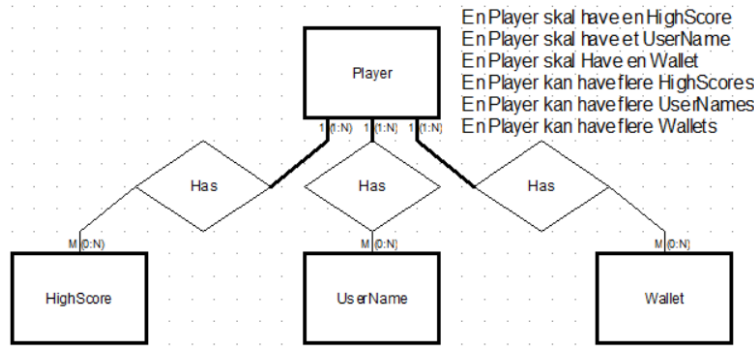 En Player skal have en HighScore
En Player skal have et UserName
En Player skal Have en Wallet
En Player kan have flere HighScores
En Player kan have flere UserNames
En Player kan have flere Wallets
Player
1 (1:N) 1 (1:N) 1 (1:N)
Has Has Has
M (0:N) M (0:N) M (0:N)
HighScore UserName Wallet